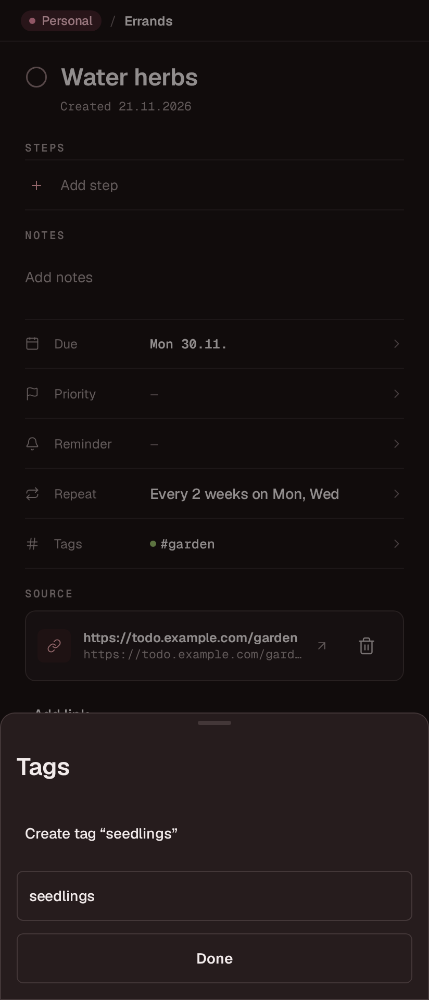 Personal / Errands
Water herbs
Created 21.11.2026
STEPS
Add step
NOTES
Add notes
Due Mon 30.11.
Priority –
Reminder –
Repeat Every 2 weeks on Mon, Wed
Tags #garden
SOURCE
https://todo.example.com/garden
https://todo.example.com/gard…
Add link
Tags
Create tag “seedlings”
seedlings
Done